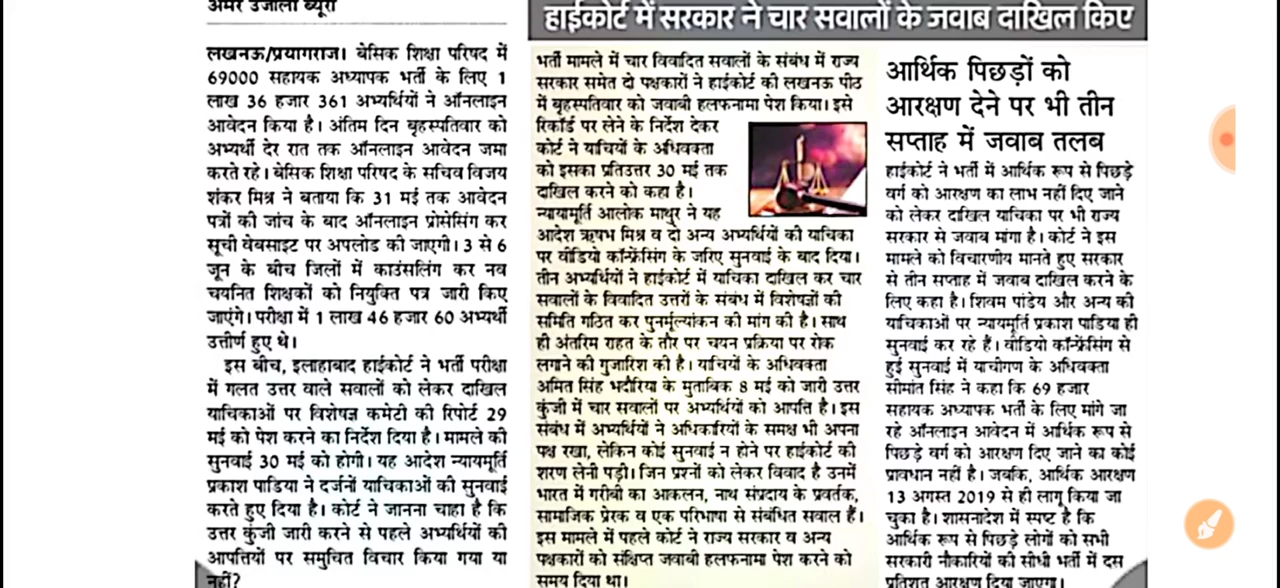 अमर उजाला ब्यूरो
लखनऊ/प्रयागराज। बेसिक शिक्षा परिषद में
69000 सहायक अध्यापक भर्ती के लिए 1
लाख 36 हजार 361 अभ्यर्थियों ने ऑनलाइन
आवेदन किया है। अंतिम दिन बृहस्पतिवार को
अभ्यर्थी देर रात तक ऑनलाइन आवेदन जमा
करते रहे। बेसिक शिक्षा परिषद के सचिव विजय
शंकर मिश्र ने बताया कि 31 मई तक आवेदन
पत्रों की जांच के बाद ऑनलाइन प्रोसेसिंग कर
सूची वेबसाइट पर अपलोड की जाएगी। 3 से 6
जून के बीच जिलों में काउंसलिंग कर नव
चयनित शिक्षकों को नियुक्ति पत्र जारी किए
जाएंगे। परीक्षा में 1 लाख 46 हजार 60 अभ्यर्थी
उत्तीर्ण हुए थे।
इस बीच, इलाहाबाद हाईकोर्ट ने भर्ती परीक्षा
में गलत उत्तर वाले सवालों को लेकर दाखिल
याचिकाओं पर विशेषज्ञ कमेटी की रिपोर्ट 29
मई को पेश करने का निर्देश दिया है। मामले की
सुनवाई 30 मई को होगी। यह आदेश न्यायमूर्ति
प्रकाश पाडिया ने दर्जनों याचिकाओं की सुनवाई
करते हुए दिया है। कोर्ट ने जानना चाहा है कि
उत्तर कुंजी जारी करने से पहले अभ्यर्थियों की
आपत्तियों पर समुचित विचार किया गया या
नहीं?
हाईकोर्ट में सरकार ने चार सवालों के जवाब दाखिल किए
भर्ती मामले में चार विवादित सवालों के संबंध में राज्य
सरकार समेत दो पक्षकारों ने हाईकोर्ट की लखनऊ पीठ
में बृहस्पतिवार को जवाबी हलफनामा पेश किया। इसे
रिकॉर्ड पर लेने के निर्देश देकर
कोर्ट ने याचियों के अधिवक्ता
को इसका प्रतिउत्तर 30 मई तक
दाखिल करने को कहा है।
न्यायामूर्ति आलोक माथुर ने यह
आदेश ऋषभ मिश्र व दो अन्य अभ्यर्थियों की याचिका
पर वीडियो कॉन्फ्रेंसिंग के जरिए सुनवाई के बाद दिया।
तीन अभ्यर्थियों ने हाईकोर्ट में याचिका दाखिल कर चार
सवालों के विवादित उत्तरों के संबंध में विशेषज्ञों की
समिति गठित कर पुनर्मूल्यांकन की मांग की है। साथ
ही अंतरिम राहत के तौर पर चयन प्रक्रिया पर रोक
लगाने की गुजारिश की है। याचियों के अधिवक्ता
अमित सिंह भदौरिया के मुताबिक 8 मई को जारी उत्तर
कुंजी में चार सवालों पर अभ्यर्थियों को आपत्ति है। इस
संबंध में अभ्यर्थियों ने अधिकारियों के समक्ष भी अपना
पक्ष रखा, लेकिन कोई सुनवाई न होने पर हाईकोर्ट की
शरण लेनी पड़ी। जिन प्रश्नों को लेकर विवाद है उनमें
भारत में गरीबी का आकलन, नाथ संप्रदाय के प्रवर्तक,
सामाजिक प्रेरक व एक परिभाषा से संबंधित सवाल हैं।
इस मामले में पहले कोर्ट ने राज्य सरकार व अन्य
पक्षकारों को संक्षिप्त जवाबी हलफनामा पेश करने को
समय दिया था।
आर्थिक पिछड़ों को
आरक्षण देने पर भी तीन
सप्ताह में जवाब तलब
हाईकोर्ट ने भर्ती में आर्थिक रूप से पिछड़े
वर्ग को आरक्षण का लाभ नहीं दिए जाने
को लेकर दाखिल याचिका पर भी राज्य
सरकार से जवाब मांगा है। कोर्ट ने इस
मामले को विचारणीय मानते हुए सरकार
से तीन सप्ताह में जवाब दाखिल करने के
लिए कहा है। शिवम पांडेय और अन्य की
याचिकाओं पर न्यायमूर्ति प्रकाश पाडिया ही
सुनवाई कर रहे हैं। वीडियो कॉन्फ्रेंसिंग से
हुई सुनवाई में याचीगण के अधिवक्ता
सीमांत सिंह ने कहा कि 69 हजार
सहायक अध्यापक भर्ती के लिए मांगे जा
रहे ऑनलाइन आवेदन में आर्थिक रूप से
पिछड़े वर्ग को आरक्षण दिए जाने का कोई
प्रावधान नहीं है। जबकि, आर्थिक आरक्षण
13 अगस्त 2019 से ही लागू किया जा
चुका है। शासनादेश में स्पष्ट है कि
आर्थिक रूप से पिछड़े लोगों को सभी
सरकारी नौकारियों की सीधी भर्ती में दस
प्रतिशत आरक्षण दिया जाएगा।